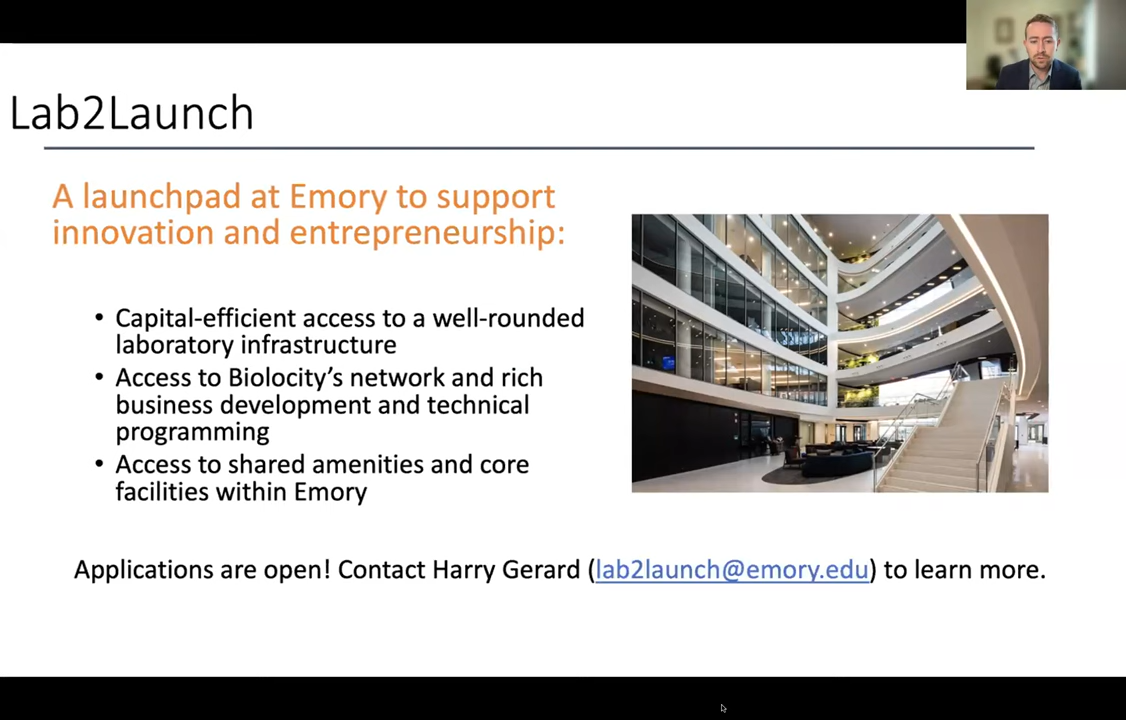 Lab2Launch
A launchpad at Emory to support
innovation and entrepreneurship:
• Capital-efficient access to a well-rounded
laboratory infrastructure
• Access to Biolocity’s network and rich
business development and technical
programming
• Access to shared amenities and core
facilities within Emory
Applications are open! Contact Harry Gerard (lab2launch@emory.edu) to learn more.